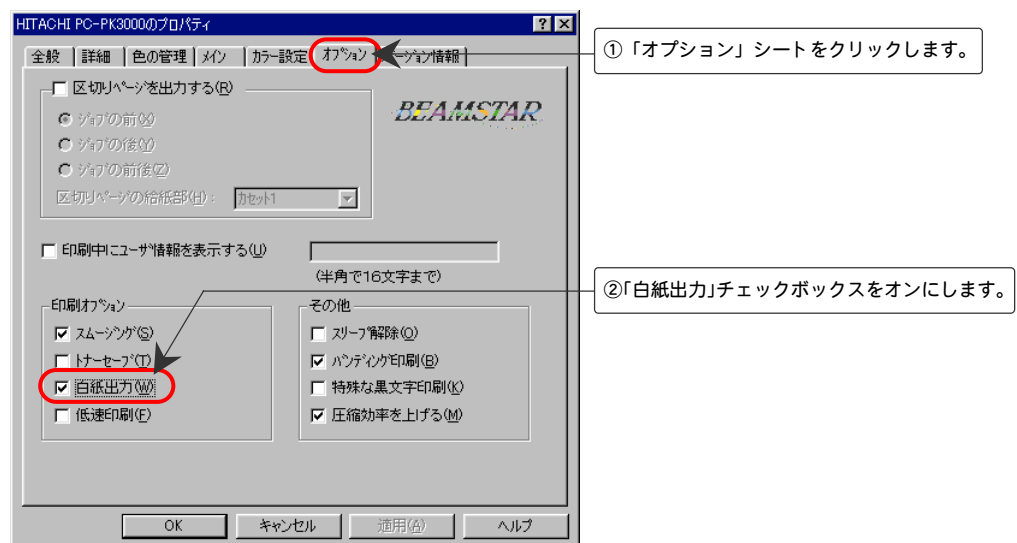 HITACHI PC-PK3000のプロパティ
全般 詳細 色の管理 メイン カラー設定 オプション ージョン情報
①「オプション」シートをクリックします。
区切りページを出力する(R)
BEAMSTAR
ジョブの前(X)
ジョブの後(Y)
ジョブの前後(Z)
区切りページの給紙部(H): カセット1
印刷中にユーザ情報を表示する(U)
(半角で16文字まで)
②「白紙出力」チェックボックスをオンにします。
印刷オプション
スムージング(S)
トナーセーブ(T)
白紙出力(W)
低速印刷(F)
その他
スリープ解除(O)
バンディング印刷(B)
特殊な黒文字印刷(K)
圧縮効率を上げる(M)
OK キャンセル 適用(A) ヘルプ